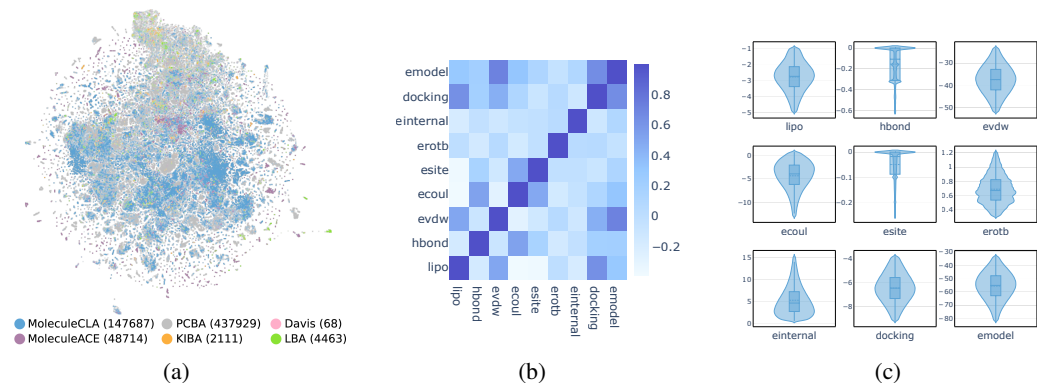 MoleculeCLA (147687)
PCBA (437929)
Davis (68)
MoleculeACE (48714)
KIBA (2111)
LBA (4463)
(a)
emodel
docking
einternal
erotb
esite
ecoul
evdw
hbond
lipo
lipo
hbond
evdw
ecoul
esite
erotb
einternal
docking
emodel
0.8
0.6
0.4
0.2
0
−0.2
(b)
−1
−2
−3
−4
−5
lipo
0
−0.2
−0.4
−0.6
hbond
−30
−40
−50
evdw
0
−5
−10
ecoul
0
−0.1
−0.2
esite
1.2
1
0.8
0.6
0.4
erotb
15
10
5
0
einternal
−4
−6
−8
docking
−40
−50
−60
−70
−80
emodel
(c)